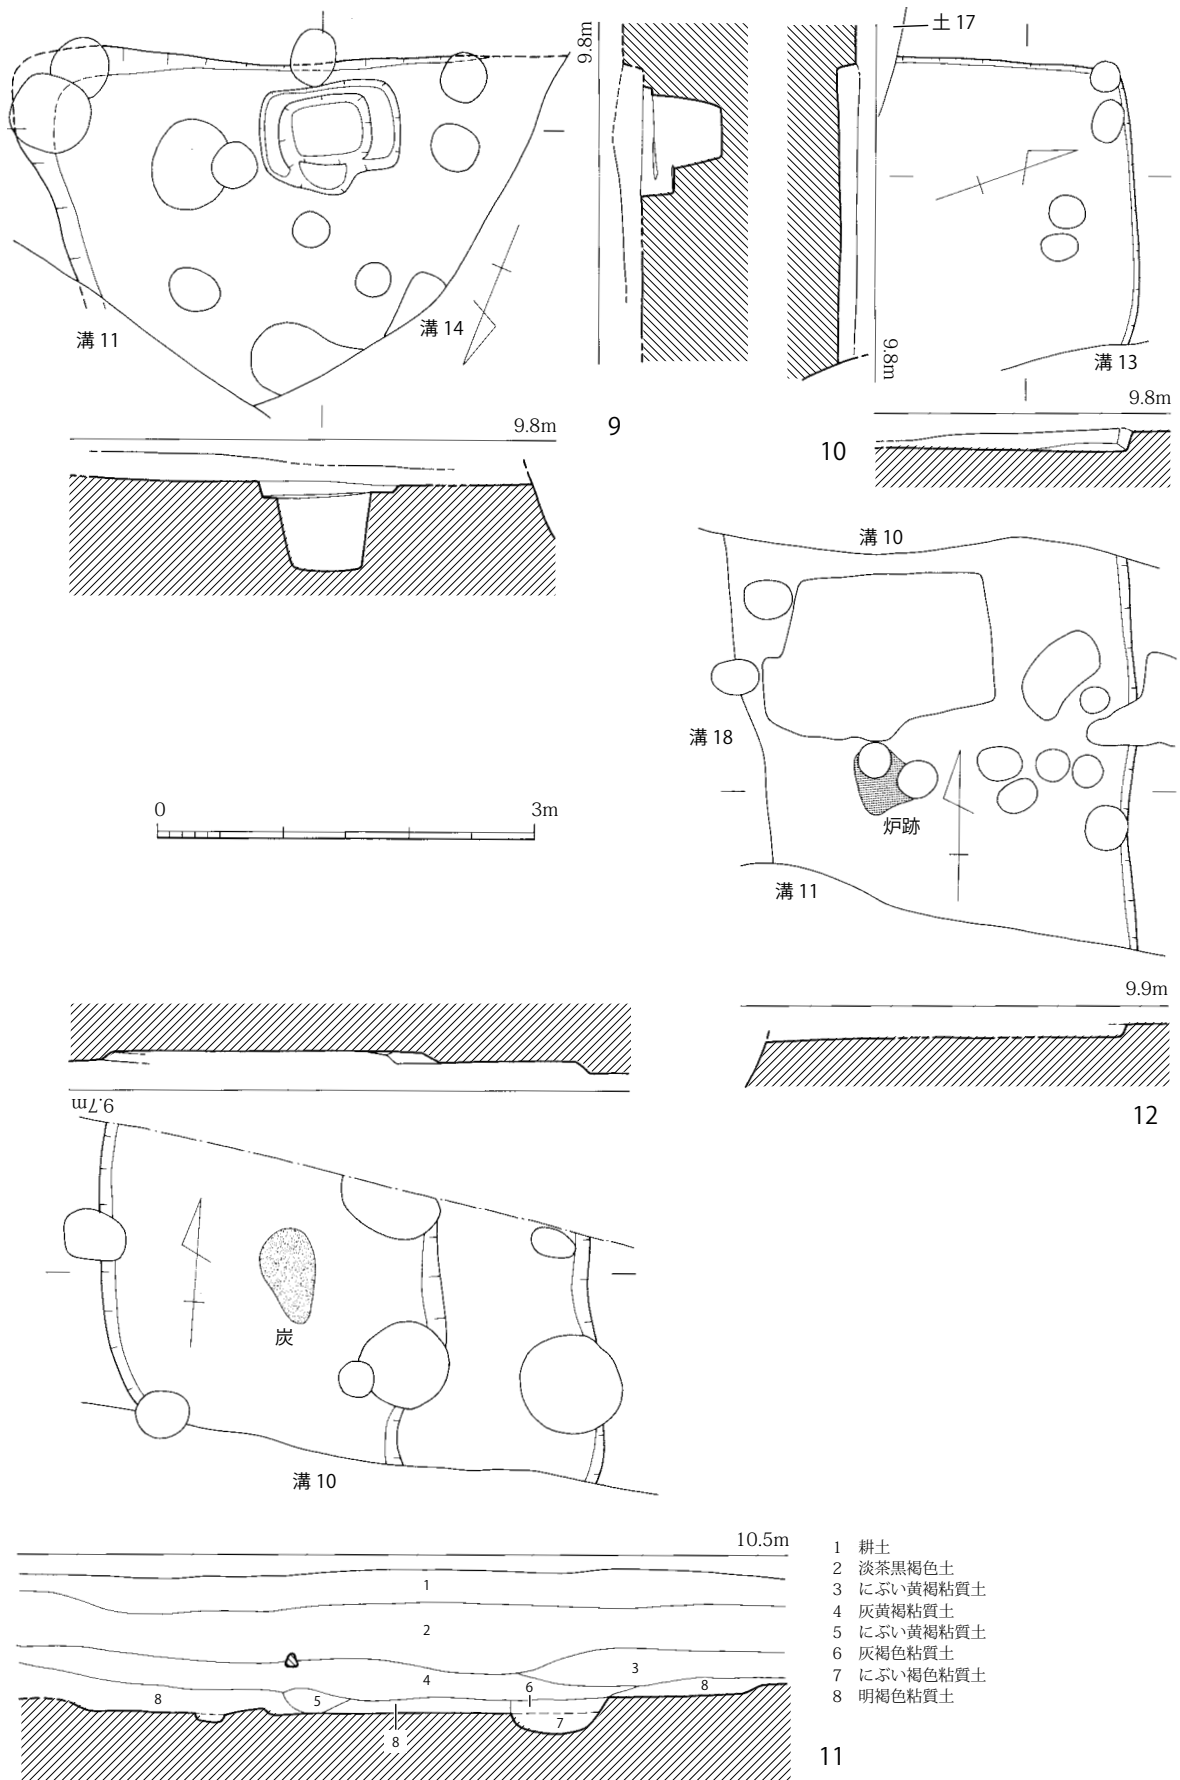 土 17
9.8m
溝 11
溝 14
9.8m
溝 13
9.8m
9.8m
9
10
溝 10
溝 18
炉跡
溝 11
0
3m
9.9m
12
9.7m
炭
溝 10
10.5m
1
2
3
4
5
6
7
8
8
8
11
1 耕土
2 淡茶黒褐色土
3 にぶい黄褐粘質土
4 灰黄褐粘質土
5 にぶい黄褐粘質土
6 灰褐色粘質土
7 にぶい褐色粘質土
8 明褐色粘質土